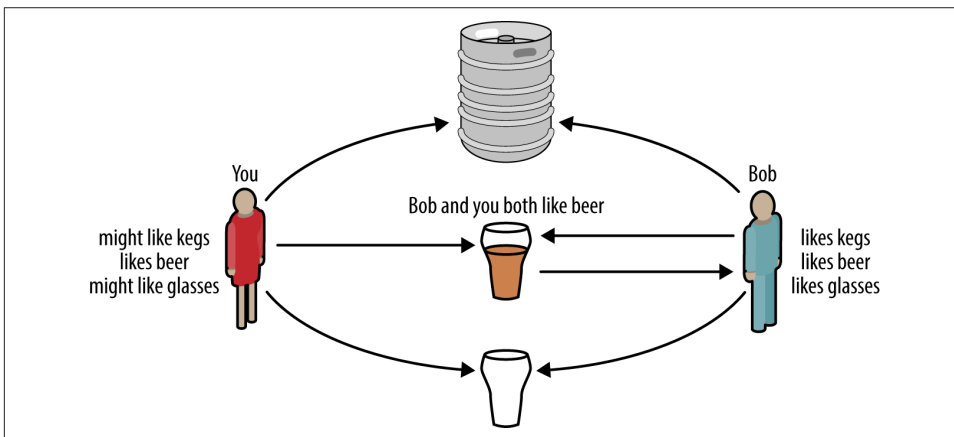 You
Bob
Bob and you both like beer
might like kegs
likes beer
might like glasses
likes kegs
likes beer
likes glasses